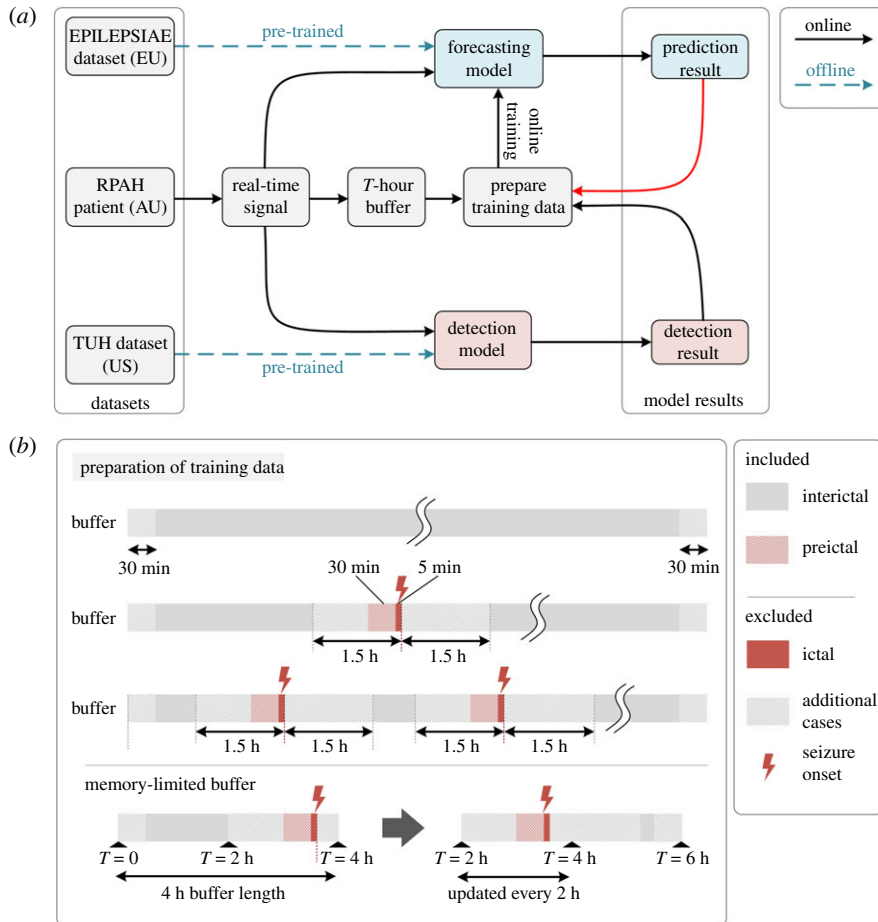 (a)
EPILEPSIAE
dataset (EU)
pre-trained
forecasting
model
prediction
result
online
offline
online
training
RPAH
patient (AU)
real-time
signal
T-hour
buffer
prepare
training data
TUH dataset
(US)
pre-trained
detection
model
detection
result
datasets
model results
(b)
preparation of training data
buffer
30 min
30 min
30 min
5 min
buffer
1.5 h
1.5 h
buffer
1.5 h
1.5 h
1.5 h
1.5 h
memory-limited buffer
T = 0
T = 2 h
T = 4 h
4 h buffer length
T = 2 h
T = 4 h
T = 6 h
updated every 2 h
included
interictal
preictal
excluded
ictal
additional
cases
seizure
onset